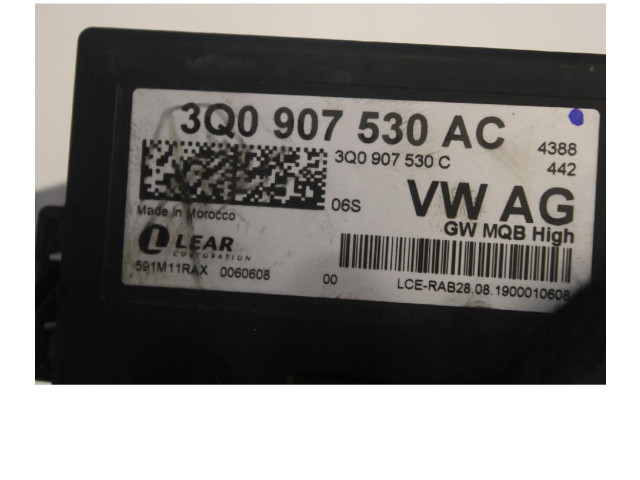 3Q0 907 530 AC
4388
3Q0 907 530 C
442
06S
VW AG
Made in Morocco
GW MQB High
LEAR
CORPORATION
591M11RAX 0060608 00
LCE-RAB28.08.1900010608